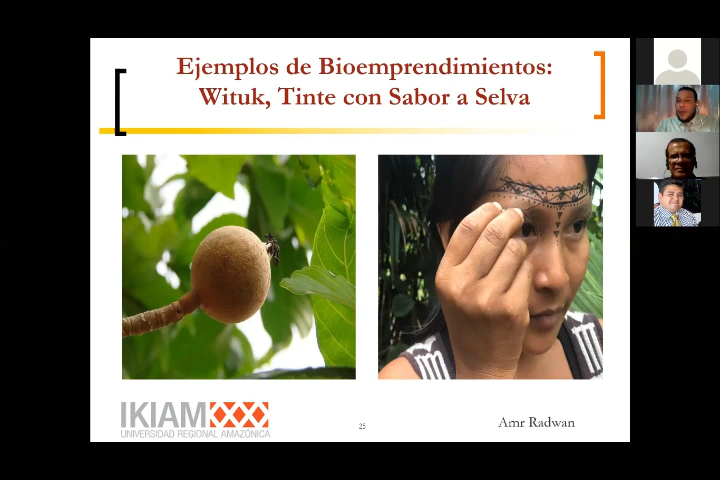 Ejemplos de Bioemprendimientos:
Wituk, Tinte con Sabor a Selva
IKIAM
UNIVERSIDAD REGIONAL AMAZÓNICA
25
Amr Radwan